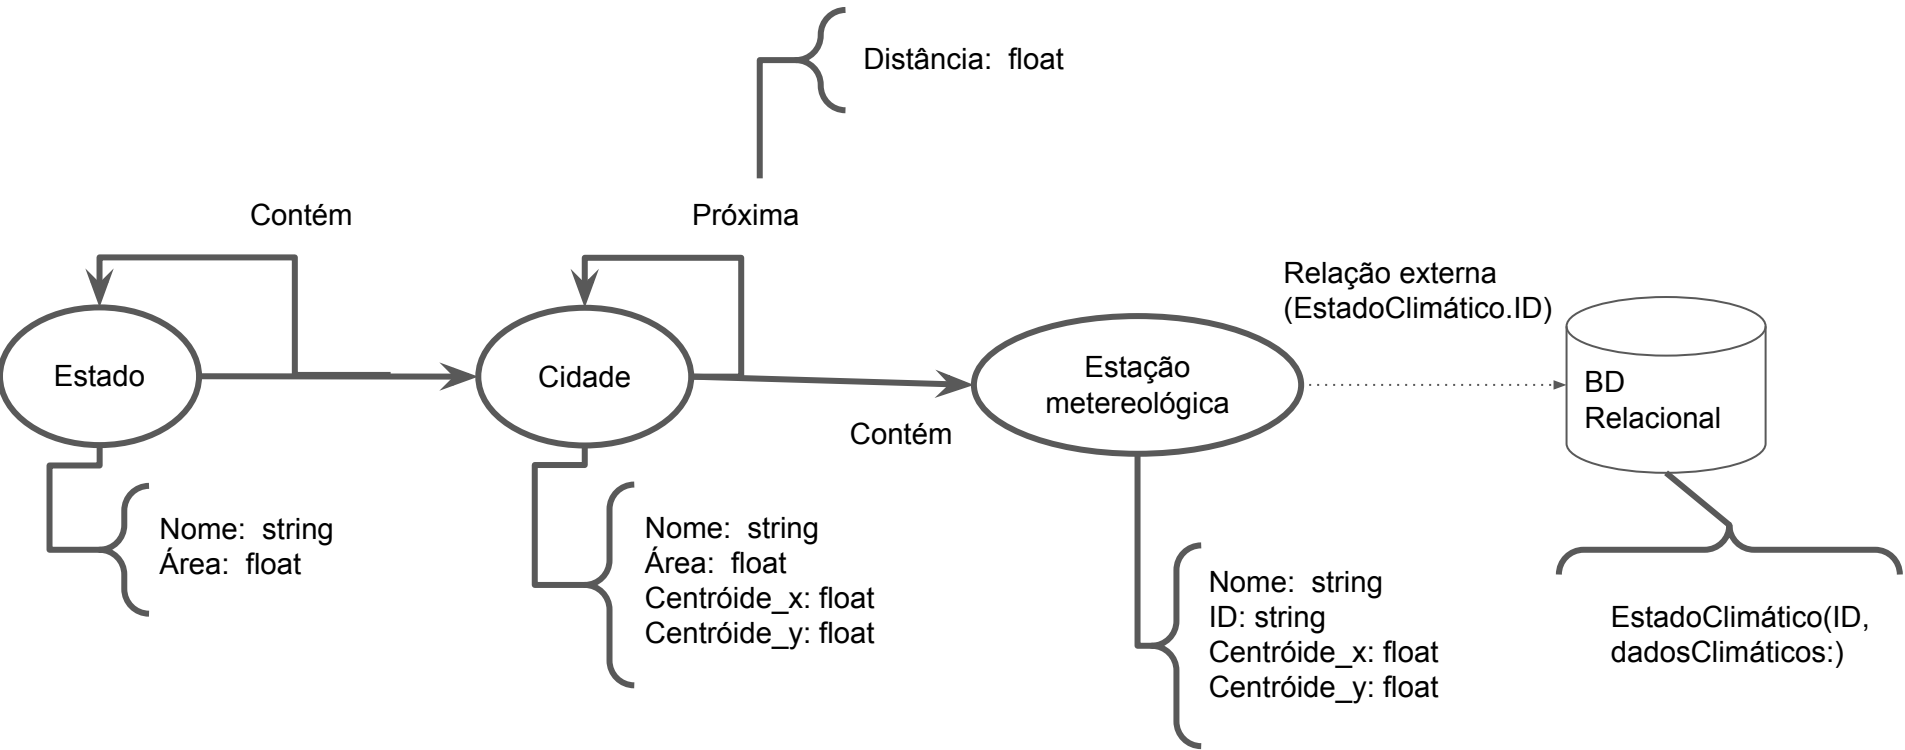 Distância: float
Contém
Próxima
Relação externa
(EstadoClimático.ID)
Estado
Cidade
Estação
metereológica
BD
Relacional
Contém
Nome: string
Área: float
Nome: string
Área: float
Centróide_x: float
Centróide_y: float
Nome: string
ID: string
Centróide_x: float
Centróide_y: float
EstadoClimático(ID,
dadosClimáticos:)